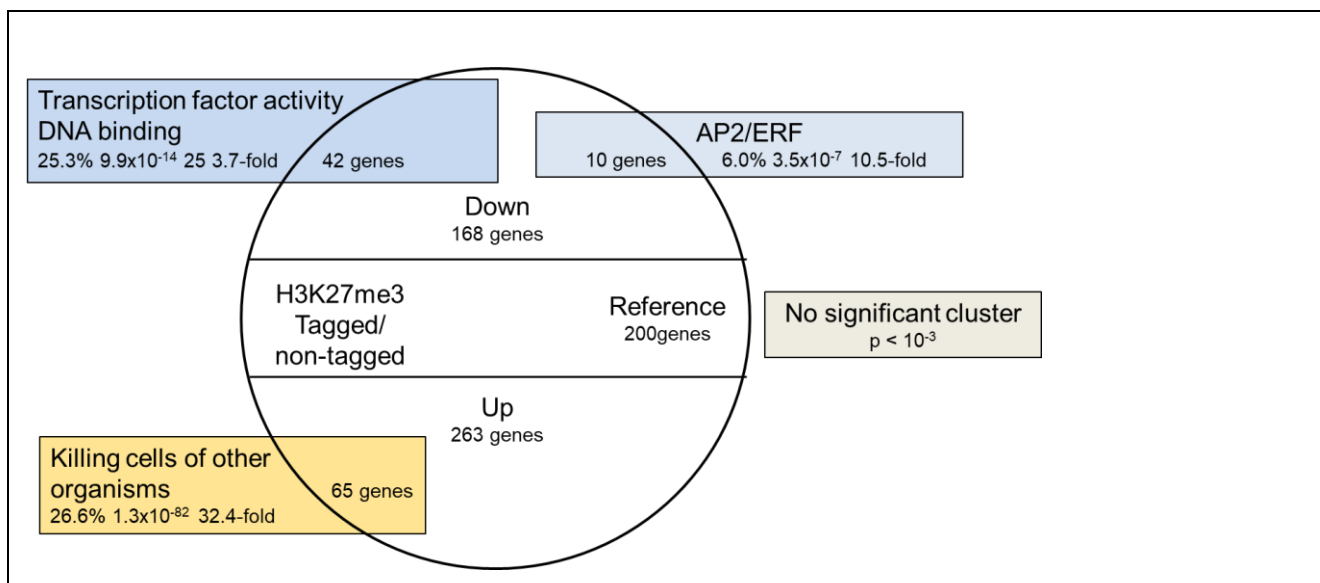 Transcription factor activity
DNA binding
25.3% 9.9x10⁻¹⁴ 25 3.7-fold 42 genes
AP2/ERF
10 genes 6.0% 3.5x10⁻⁷ 10.5-fold
Down
168 genes
H3K27me3
Tagged/
non-tagged
Reference
200genes
No significant cluster
p < 10⁻³
Up
263 genes
Killing cells of other
organisms 65 genes
26.6% 1.3x10⁻⁸² 32.4-fold